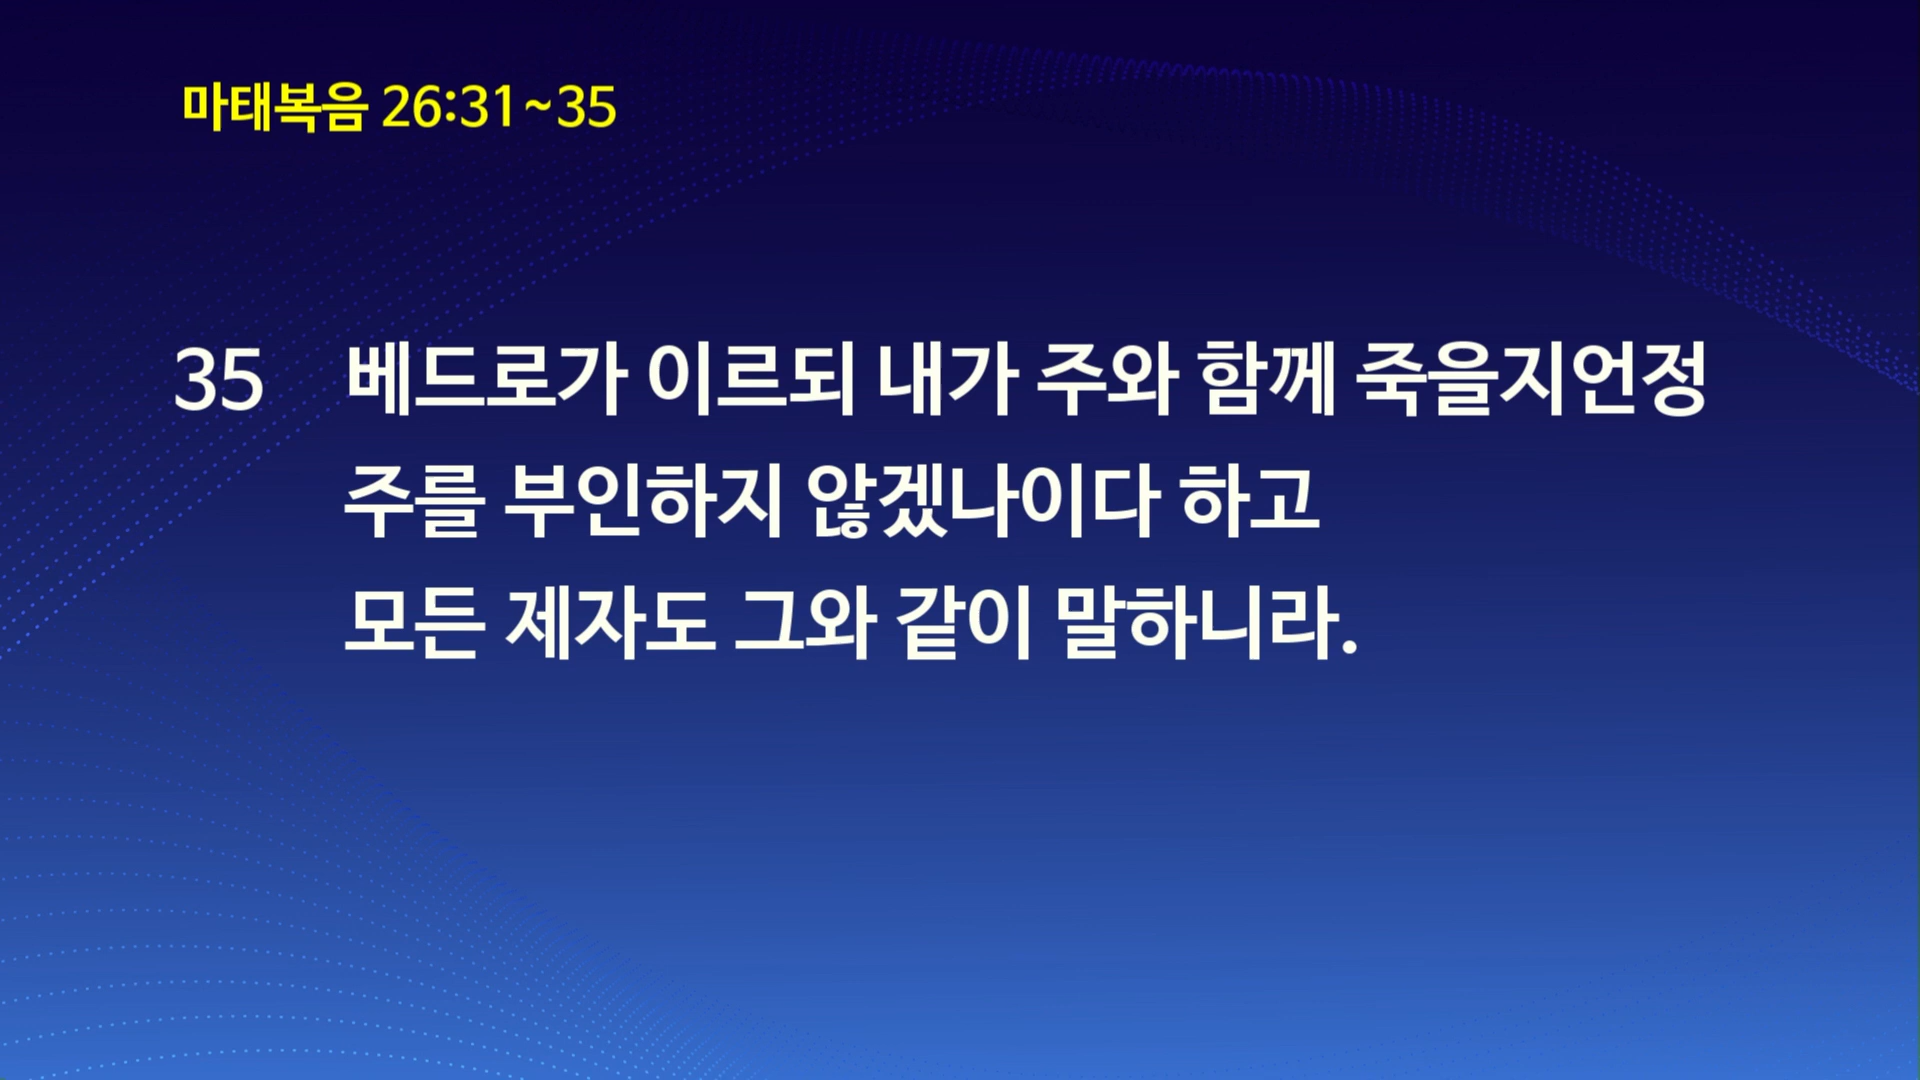 마태복음 26:31~35
35 베드로가 이르되 내가 주와 함께 죽을지언정
주를 부인하지 않겠나이다 하고
모든 제자도 그와 같이 말하니라.